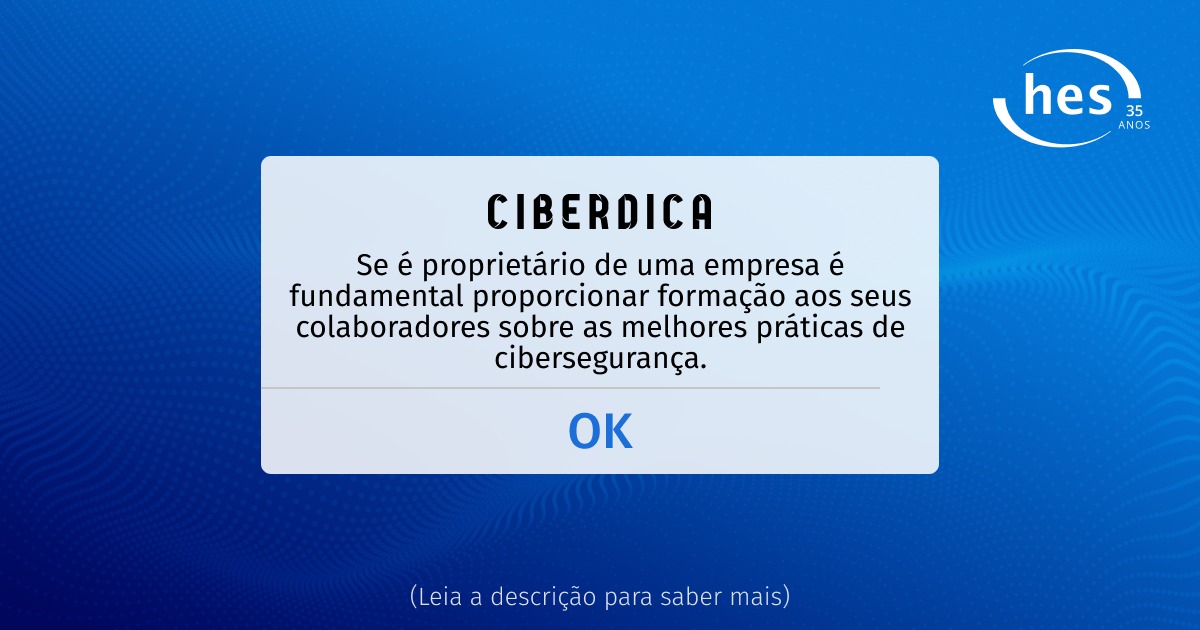 hes
35
ANOS
CIBERDICA
Se é proprietário de uma empresa é
fundamental proporcionar formação aos seus
colaboradores sobre as melhores práticas de
cibersegurança.
OK
(Leia a descrição para saber mais)